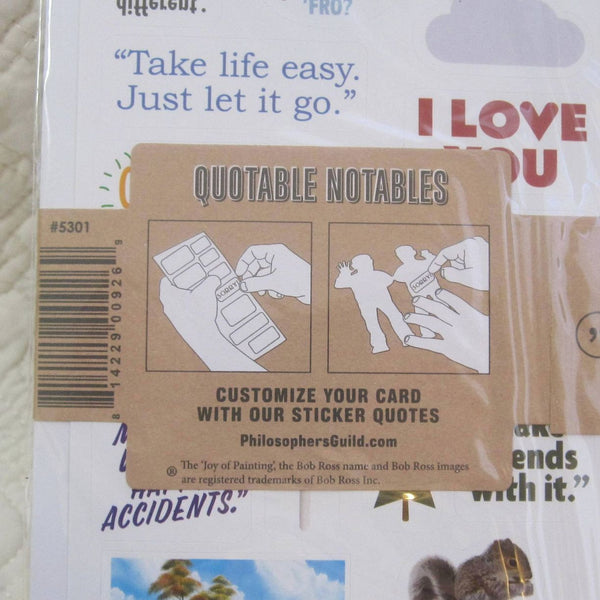 different.
'FRO?
“Take life easy.
Just let it go.”
I LOVE
YOU
QUOTABLE NOTABLES
#5301
SORRY!
SORRY!
8 14229 00926 9
CUSTOMIZE YOUR CARD
WITH OUR STICKER QUOTES
PhilosophersGuild.com
® The 'Joy of Painting', the Bob Ross name and Bob Ross images
are registered trademarks of Bob Ross Inc.
ends
with it.”
ACCIDENTS.”